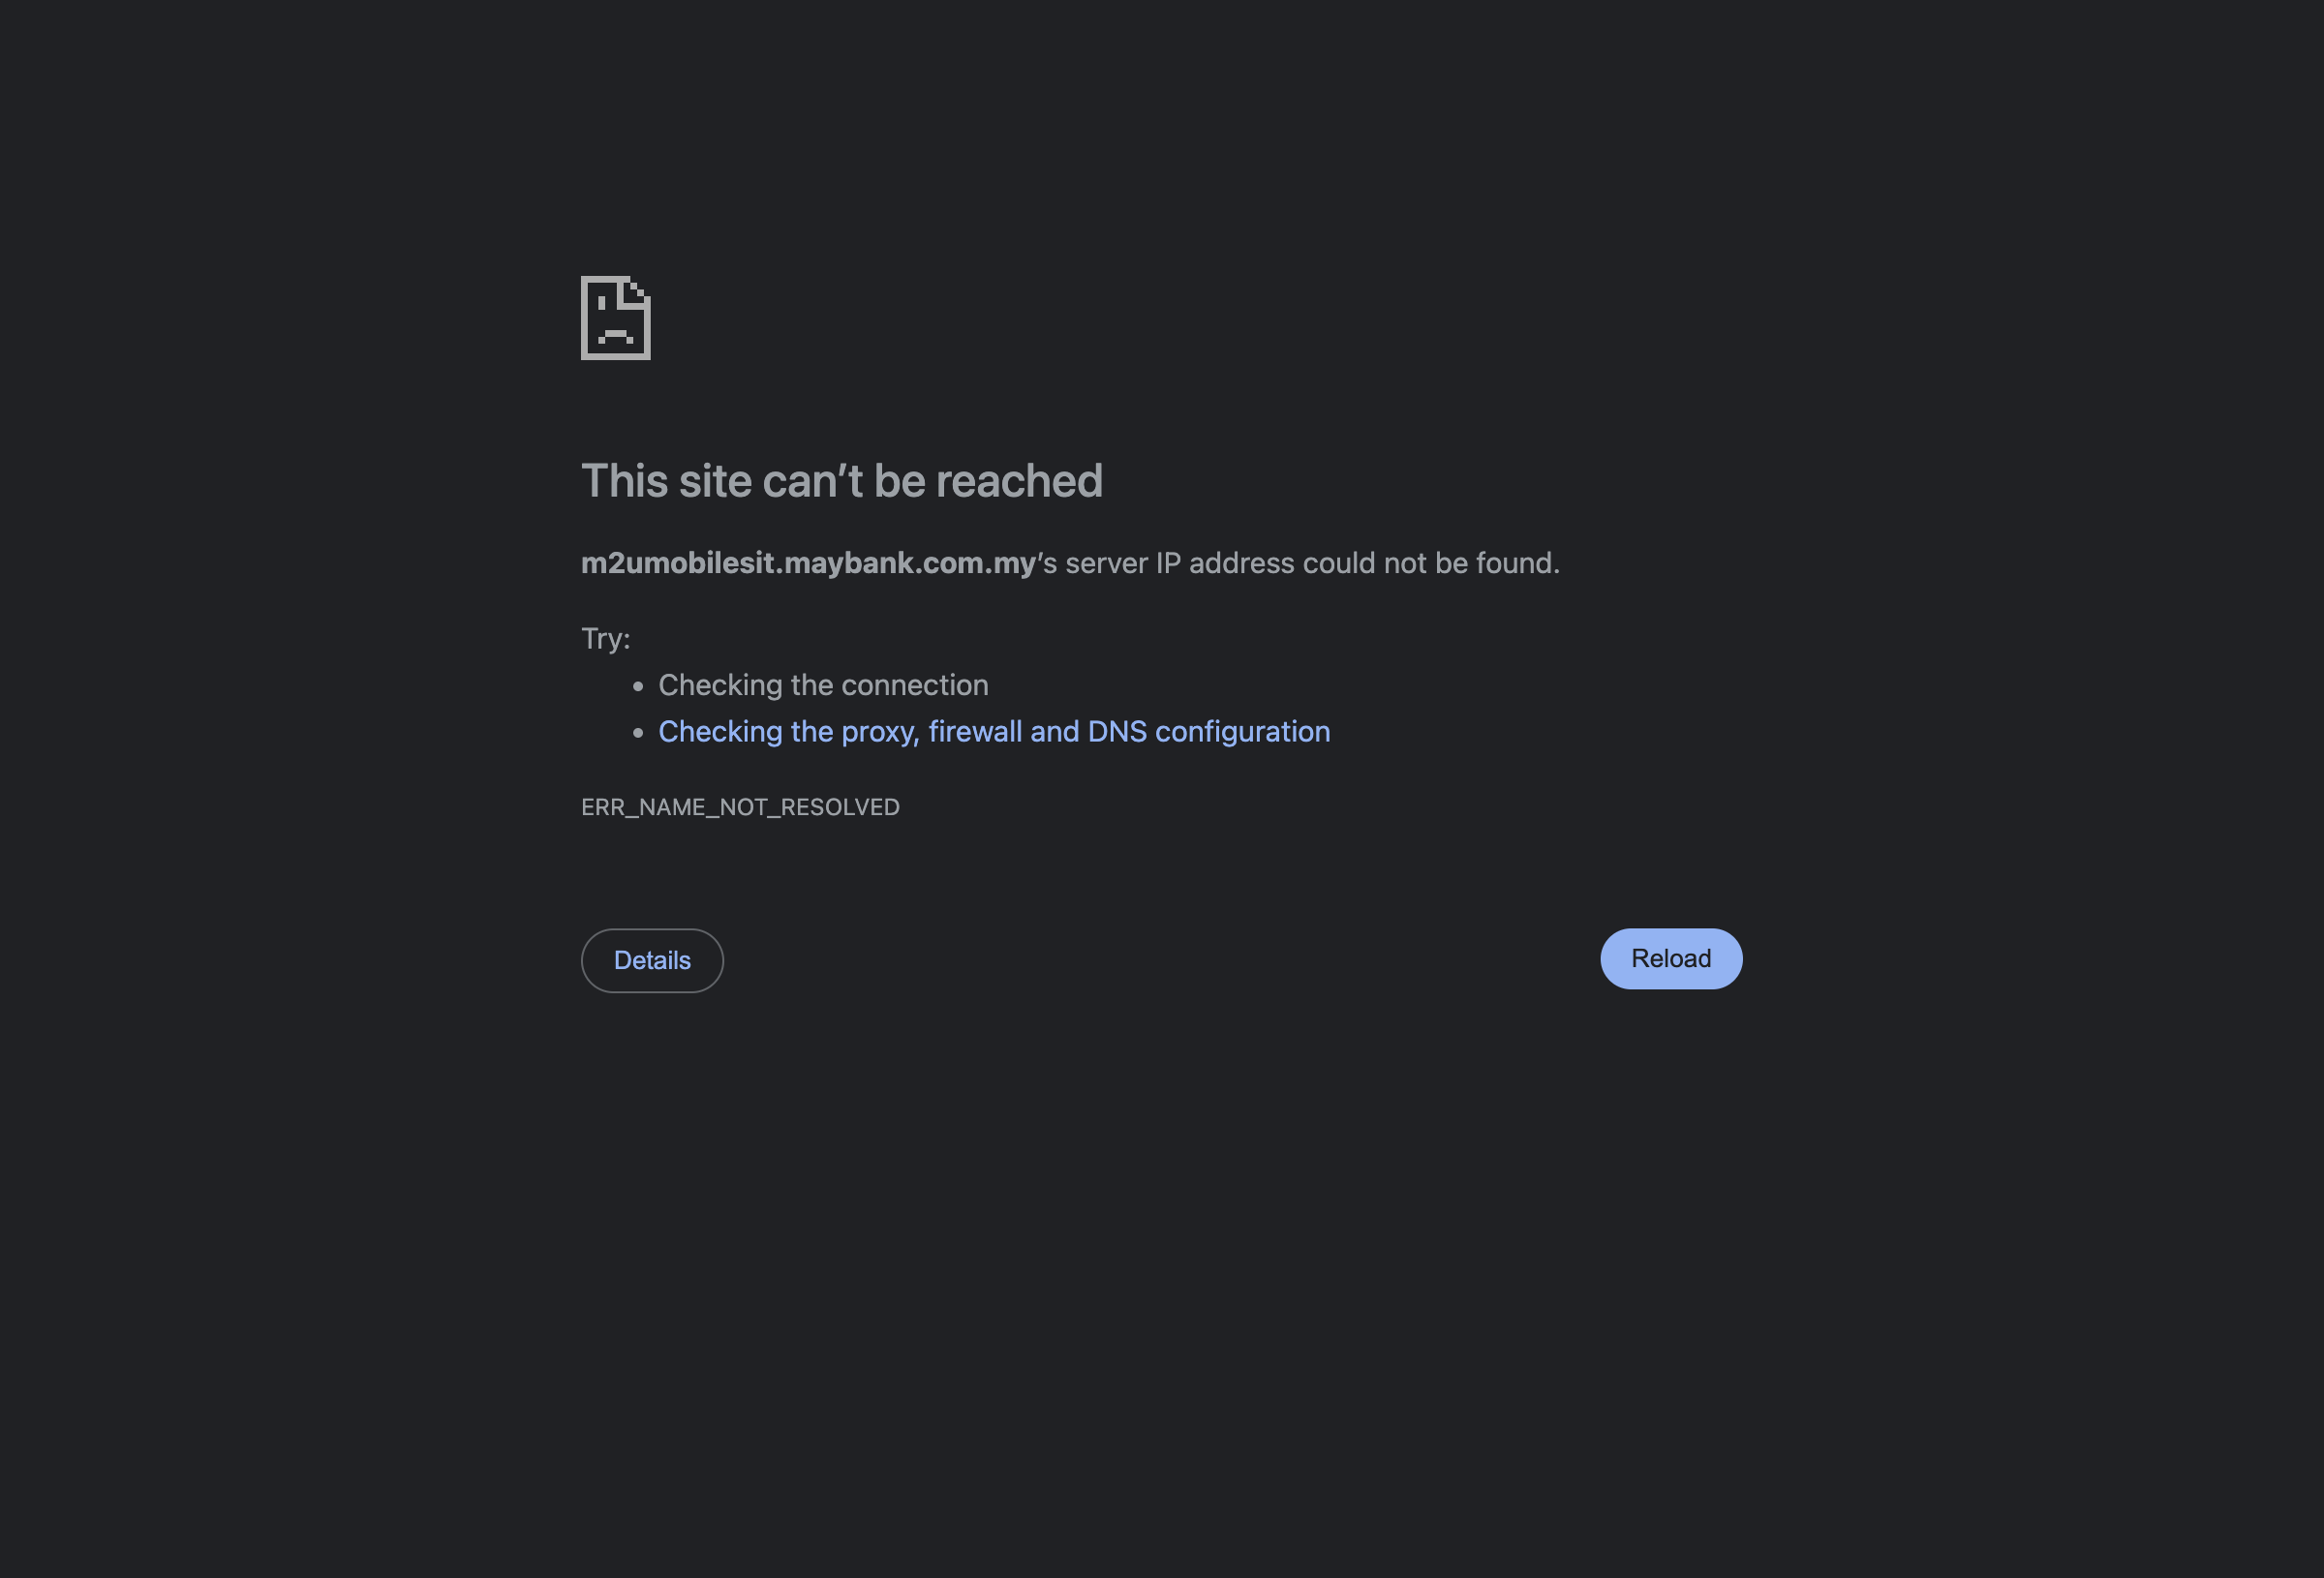 This site can’t be reached
m2umobilesit.maybank.com.my’s server IP address could not be found.
Try:
• Checking the connection
• Checking the proxy, firewall and DNS configuration
ERR_NAME_NOT_RESOLVED
Details
Reload